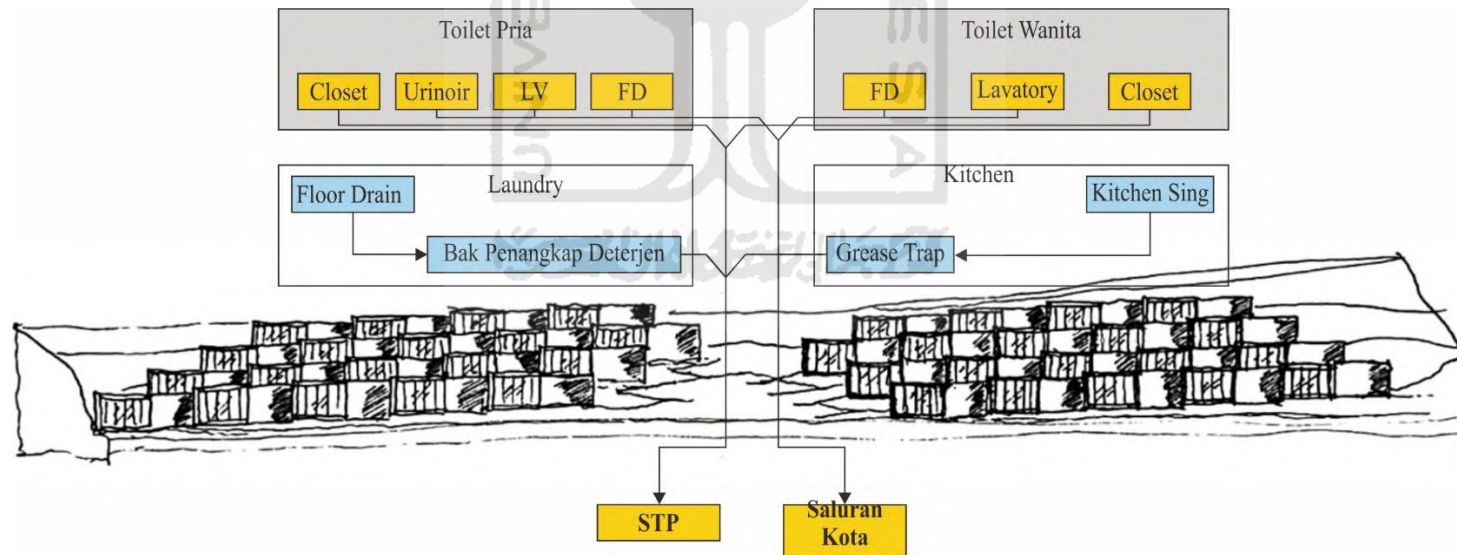 Toilet Pria
Toilet Wanita
Closet
Urinoir
LV
FD
FD
Lavatory
Closet
Laundry
Kitchen
Floor Drain
Kitchen Sing
Bak Penangkap Deterjen
Grease Trap
STP
Saluran
Kota